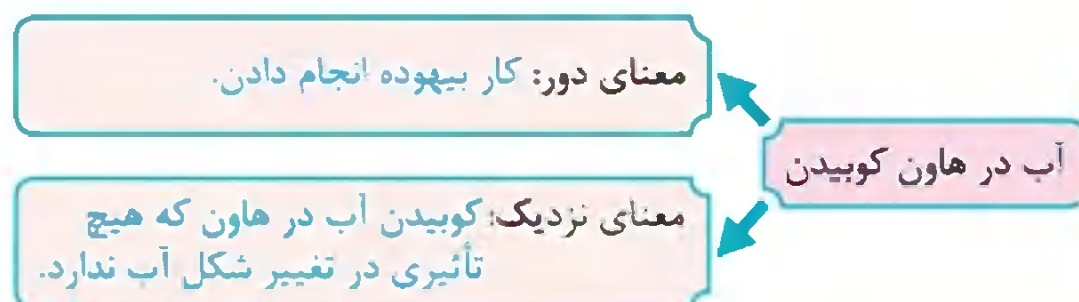 آب در هاون کوبیدن
معنای دور: کار بیهوده انجام دادن.
معنای نزدیک: کوبیدن آب در هاون که هیچ
تأثیری در تغییر شکل آب ندارد.